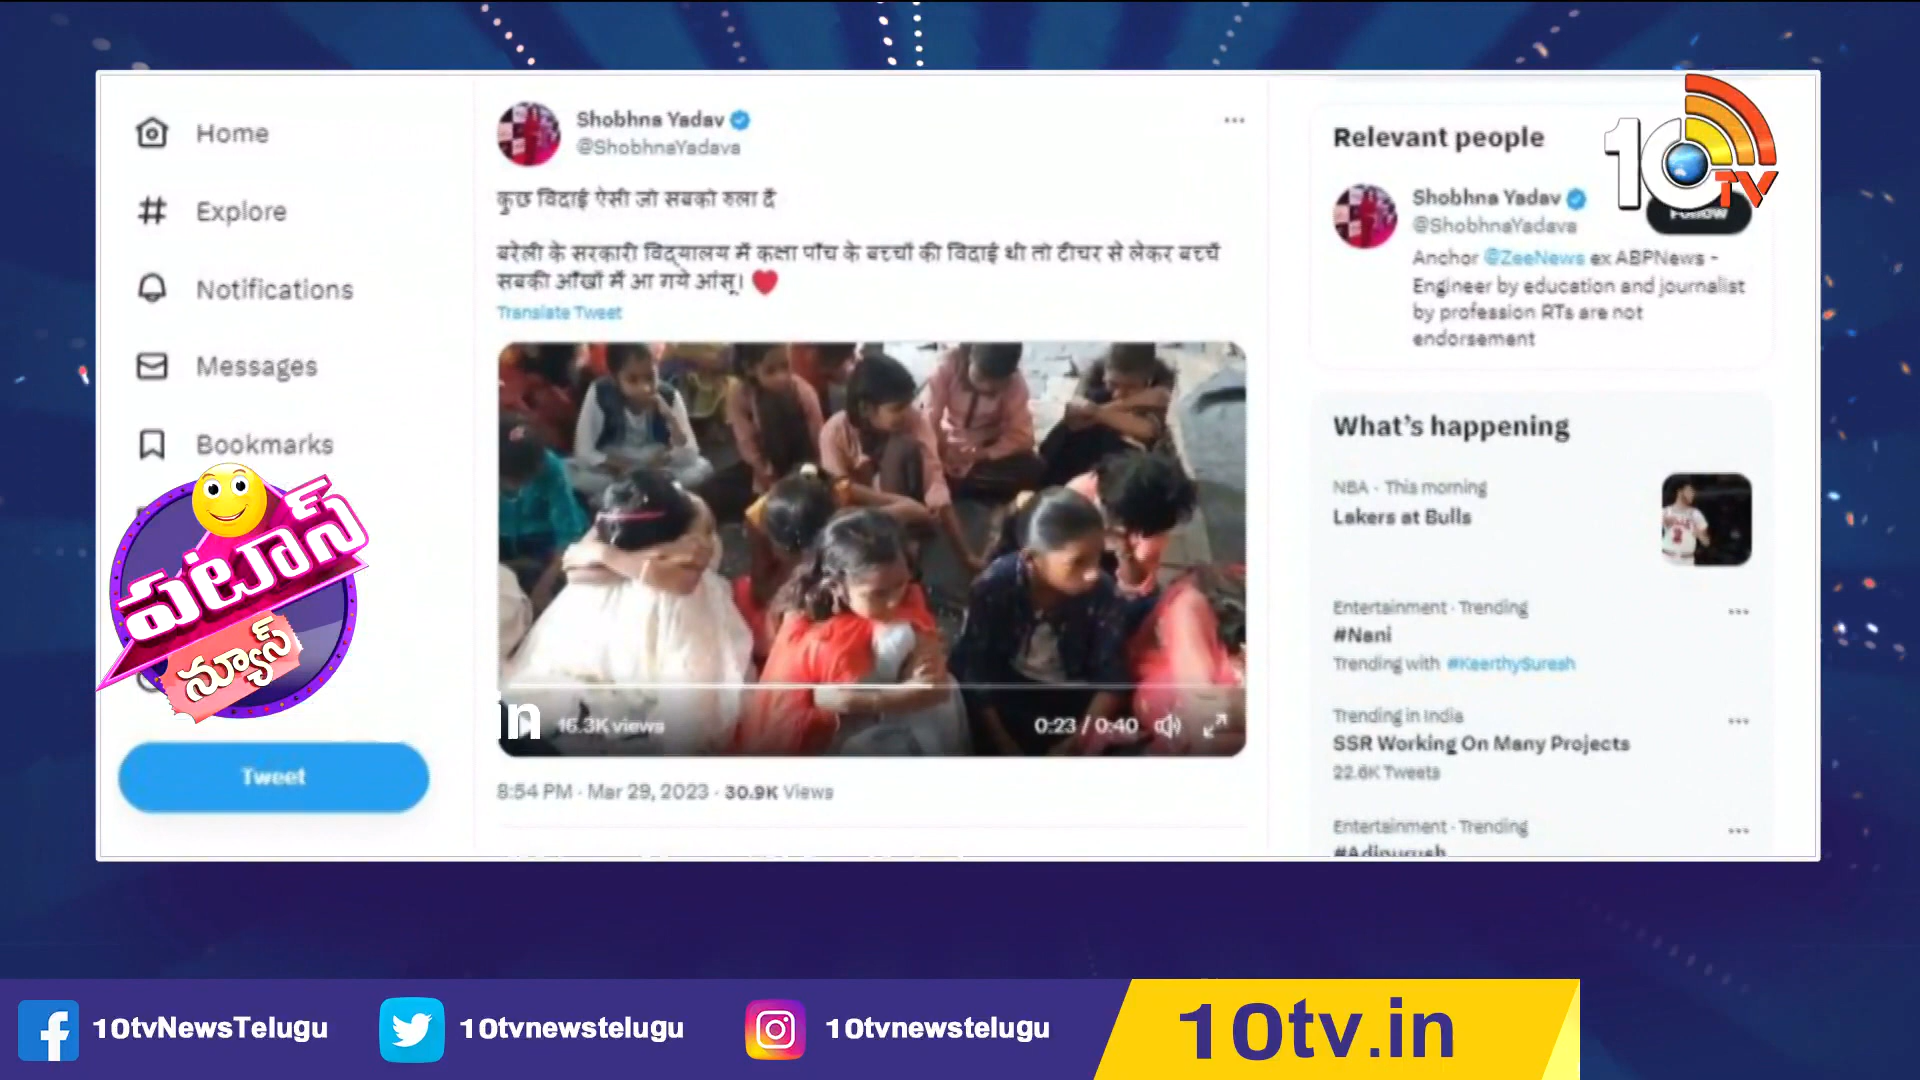 Home
Explore
Notifications
Messages
Bookmarks
Tweet
పటాస్
న్యూస్
Shobhna Yadav
@ShobhnaYadava
कुछ विदाई ऐसी जो सबको रुला दें
बरेली के सरकारी विद्यालय में कक्षा पाँच के बच्चों की विदाई थी तो टीचर से लेकर बच्चें
सबकी आँखों में आ गये आंसू। ❤️
Translate Tweet
in
16.3K views
0:23 / 0:40
8:54 PM · Mar 29, 2023 · 30.9K Views
Relevant people
10TV
Shobhna Yadav
@ShobhnaYadava
Follow
Anchor @ZeeNews ex ABPNews -
Engineer by education and journalist
by profession RTs are not
endorsement
What's happening
NBA · This morning
Lakers at Bulls
Entertainment · Trending
#Nani
Trending with #KeerthySuresh
Trending in India
SSR Working On Many Projects
22.6K Tweets
Entertainment · Trending
#Adipurush
10tvNewsTelugu
10tvnewstelugu
10tvnewstelugu
10tv.in